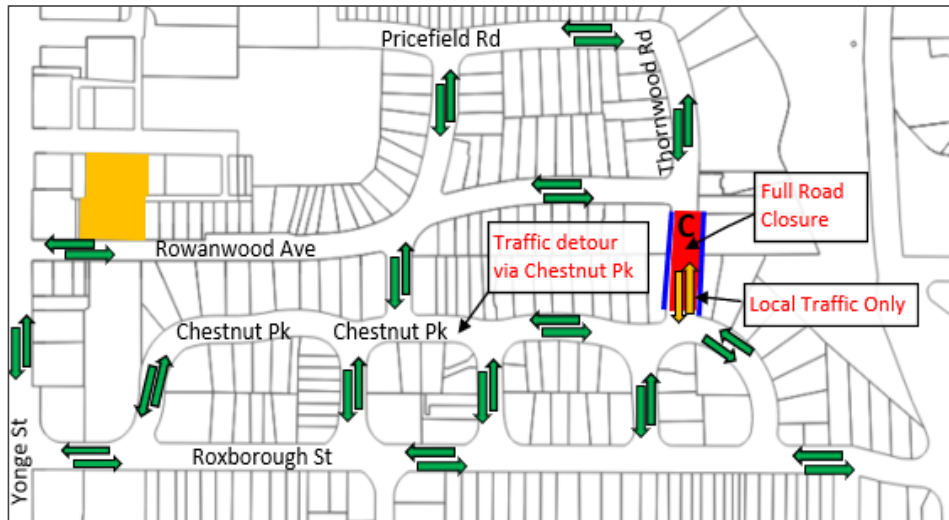 Pricefield Rd
Thornwood Rd
Full Road
Closure
C
Traffic detour
via Chestnut Pk
Rowanwood Ave
Local Traffic Only
Chestnut Pk
Chestnut Pk
Yonge St
Roxborough St